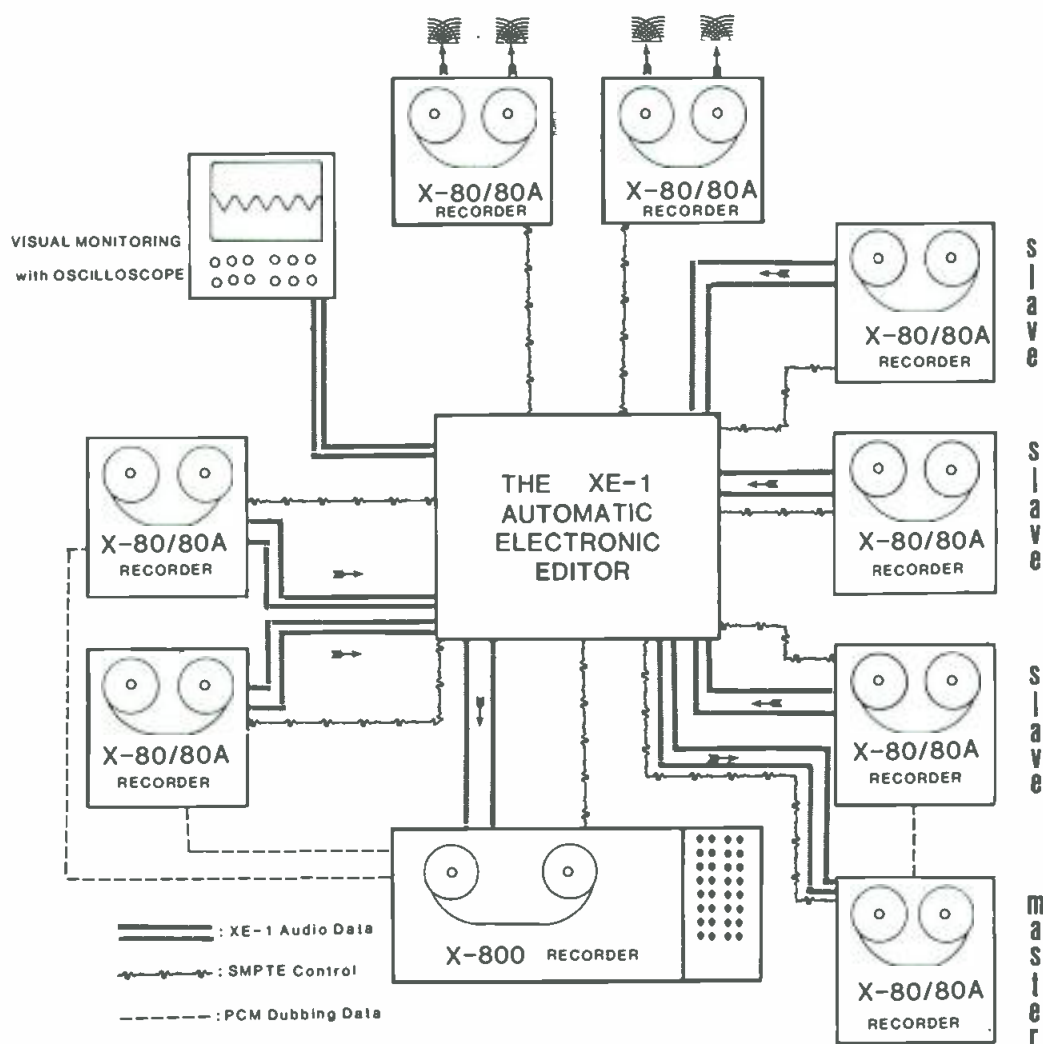 X-80/80A
RECORDER
X-80/80A
RECORDER
VISUAL MONITORING
with OSCILLOSCOPE
X-80/80A
RECORDER
slave
X-80/80A
RECORDER
THE XE-1
AUTOMATIC
ELECTRONIC
EDITOR
X-80/80A
RECORDER
slave
X-80/80A
RECORDER
X-80/80A
RECORDER
slave
X-800 RECORDER
X-80/80A
RECORDER
master
: XE-1 Audio Data
: SMPTE Control
: PCM Dubbing Data